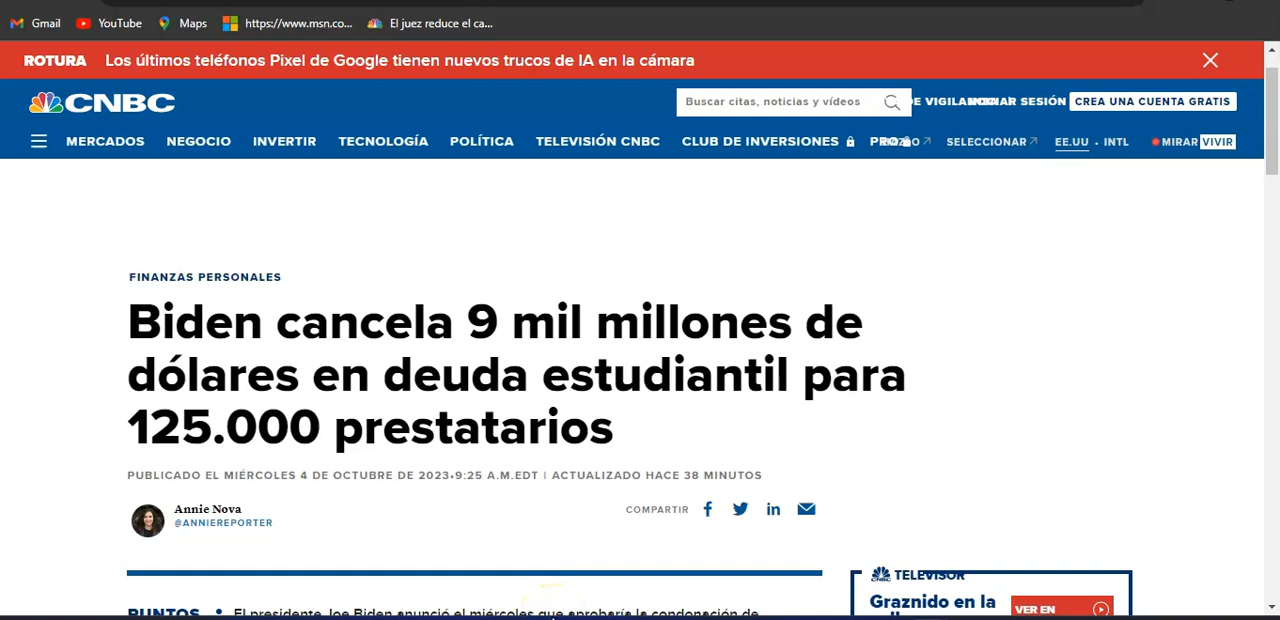 Gmail YouTube Maps https://www.msn.co... El juez reduce el ca...
ROTURA Los últimos teléfonos Pixel de Google tienen nuevos trucos de IA en la cámara
CNBC Buscar citas, noticias y vídeos SESIÓN CREA UNA CUENTA GRATIS
MERCADOS NEGOCIO INVERTIR TECNOLOGÍA POLÍTICA TELEVISIÓN CNBC CLUB DE INVERSIONES PRO SELECCIONAR EE.UU · INTL MIRAR VIVIR
FINANZAS PERSONALES
Biden cancela 9 mil millones de
dólares en deuda estudiantil para
125.000 prestatarios
PUBLICADO EL MIÉRCOLES 4 DE OCTUBRE DE 2023•9:25 A.M.EDT | ACTUALIZADO HACE 38 MINUTOS
Annie Nova
@ANNIEREPORTER
COMPARTIR
PUNTOS • El presidente Joe Biden anunció el miércoles que aprobaría la condonación de
CNBC TELEVISOR
Graznido en la
VER EN